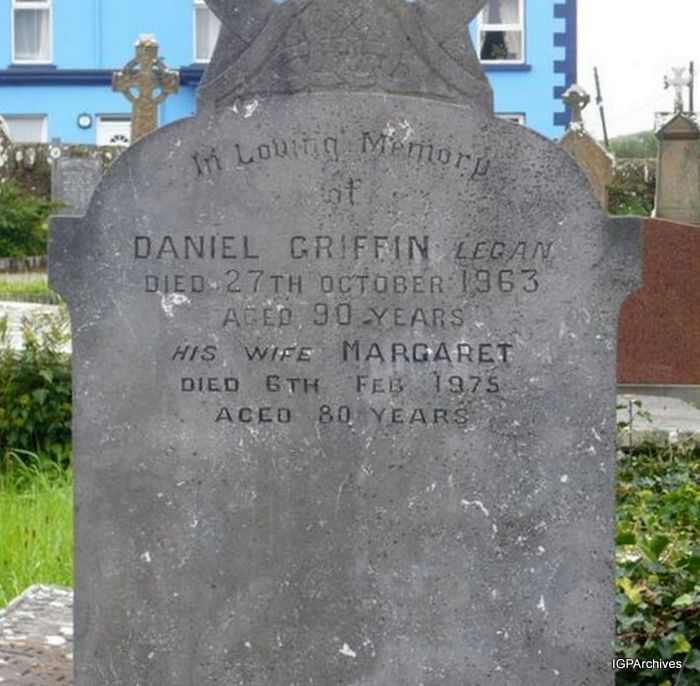 In Loving Memory
of
DANIEL GRIFFIN LEGAN
DIED 27TH OCTOBER 1963
AGED 90 YEARS
HIS WIFE MARGARET
DIED 6TH FEB 1975
AGED 80 YEARS
IGPArchives